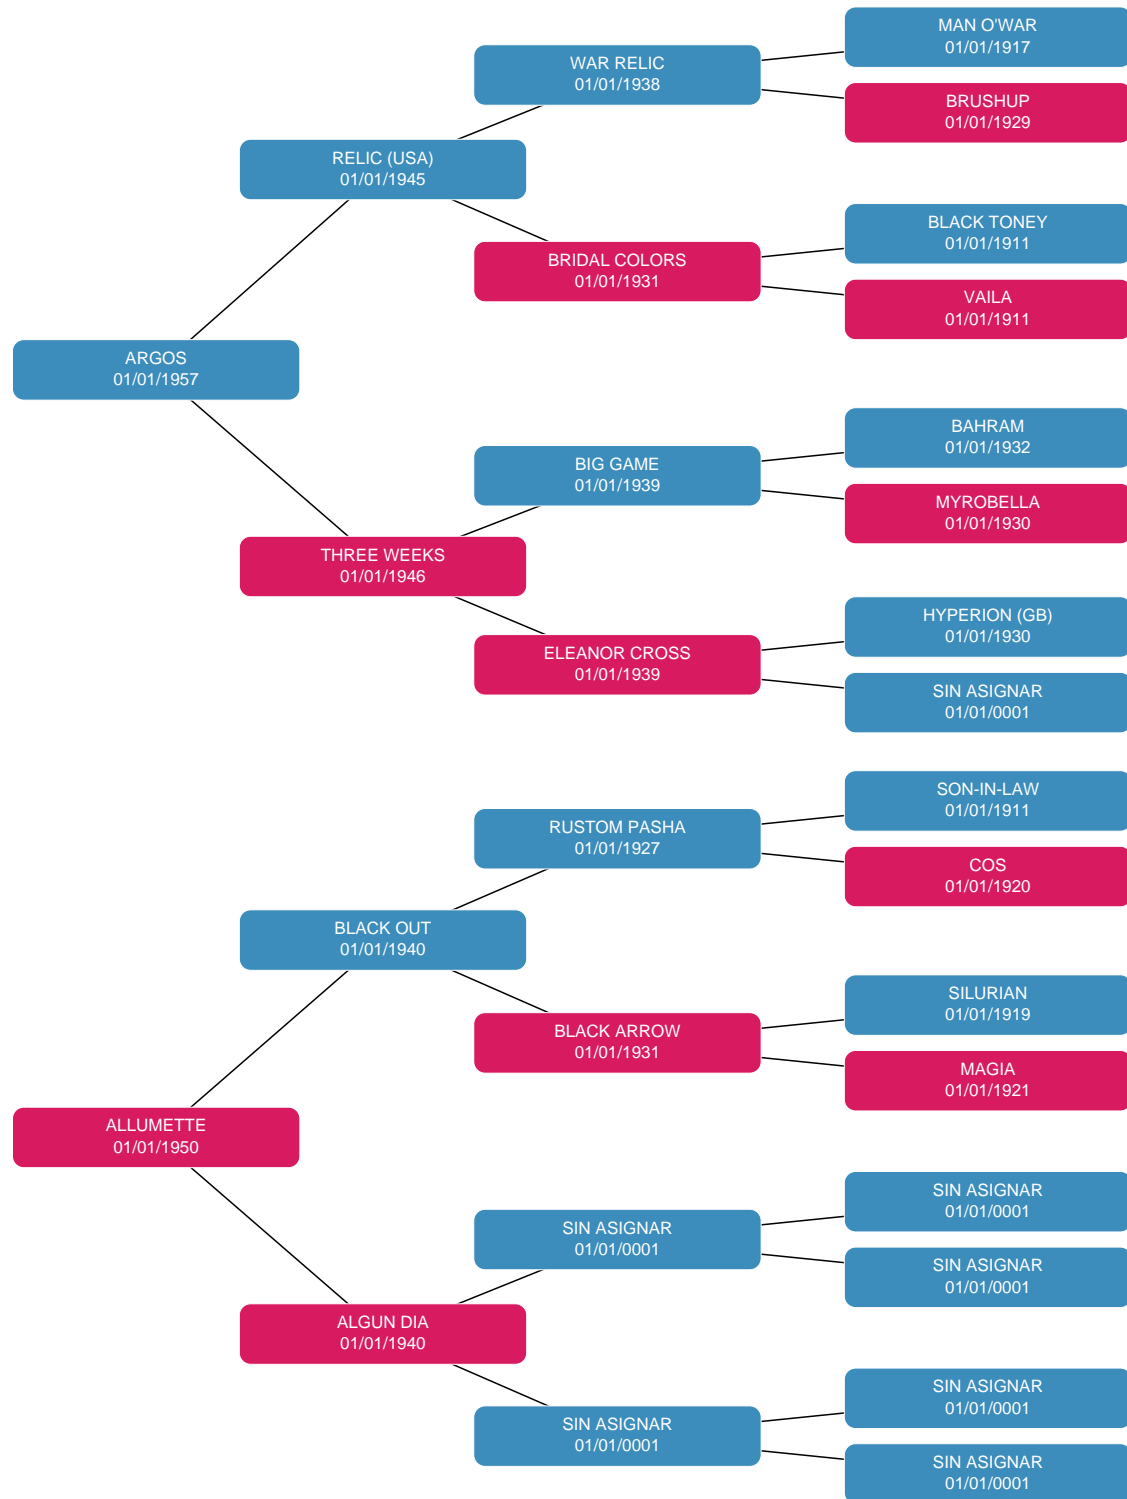 MAN O'WAR
01/01/1917
WAR RELIC
01/01/1938
BRUSHUP
01/01/1929
RELIC (USA)
01/01/1945
BLACK TONEY
01/01/1911
BRIDAL COLORS
01/01/1931
VAILA
01/01/1911
ARGOS
01/01/1957
BAHRAM
01/01/1932
BIG GAME
01/01/1939
MYROBELLA
01/01/1930
THREE WEEKS
01/01/1946
HYPERION (GB)
01/01/1930
ELEANOR CROSS
01/01/1939
SIN ASIGNAR
01/01/0001
SON-IN-LAW
01/01/1911
RUSTOM PASHA
01/01/1927
COS
01/01/1920
BLACK OUT
01/01/1940
SILURIAN
01/01/1919
BLACK ARROW
01/01/1931
MAGIA
01/01/1921
ALLUMETTE
01/01/1950
SIN ASIGNAR
01/01/0001
SIN ASIGNAR
01/01/0001
SIN ASIGNAR
01/01/0001
ALGUN DIA
01/01/1940
SIN ASIGNAR
01/01/0001
SIN ASIGNAR
01/01/0001
SIN ASIGNAR
01/01/0001